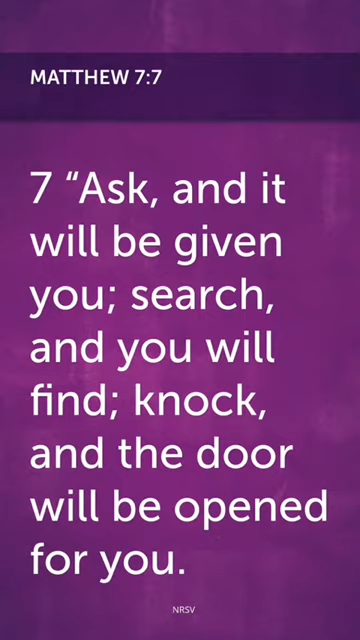 MATTHEW 7:7
7 “Ask, and it
will be given
you; search,
and you will
find; knock,
and the door
will be opened
for you.
NRSV